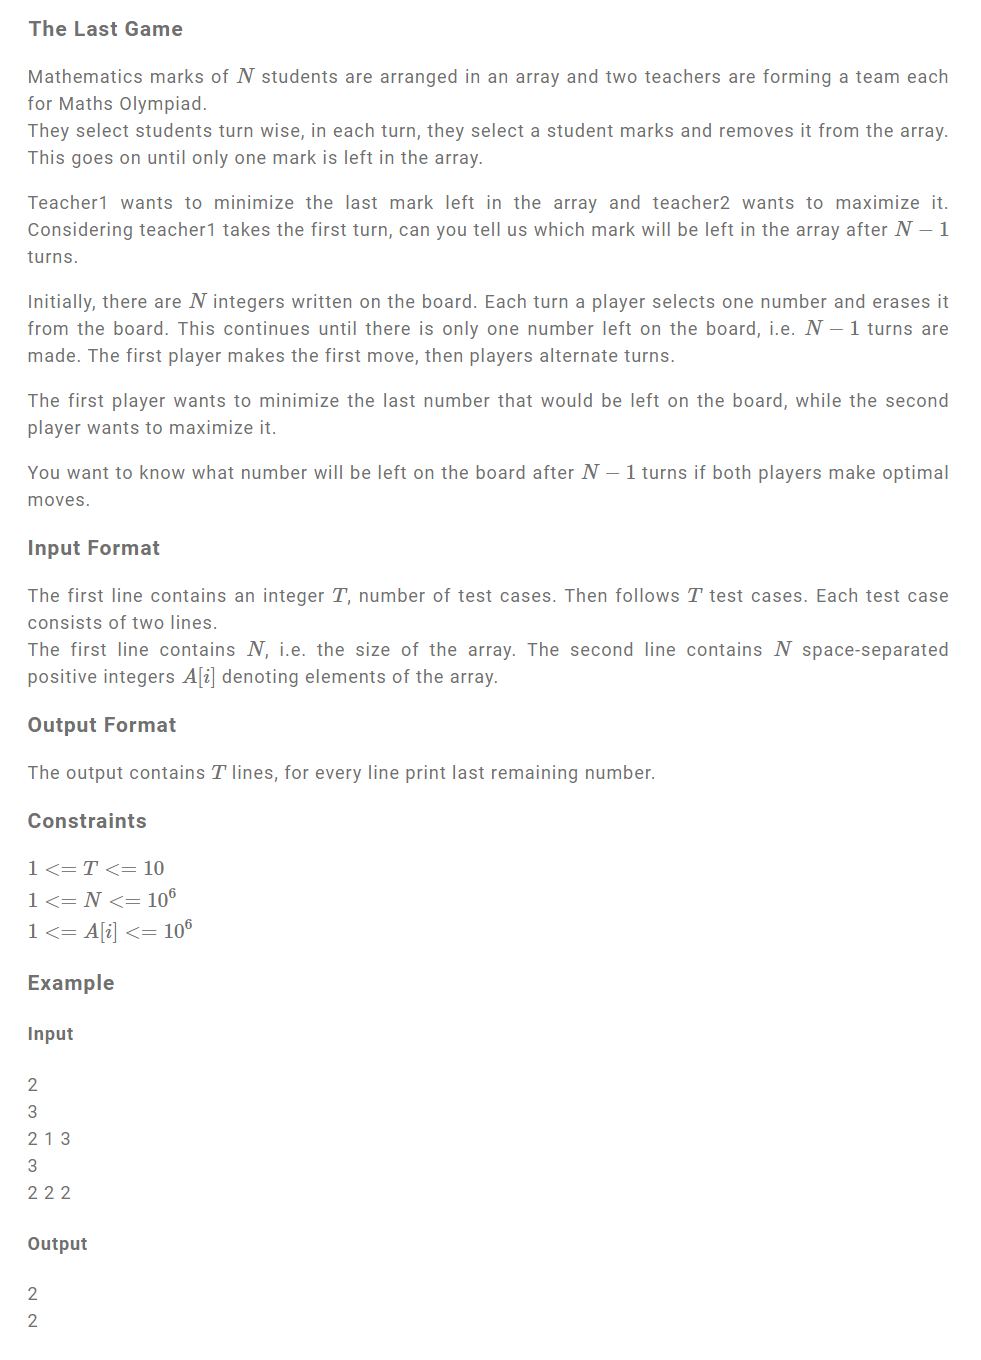 The Last Game
Mathematics marks of N students are arranged in an array and two teachers are forming a team each
for Maths Olympiad.
They select students turn wise, in each turn, they select a student marks and removes it from the array.
This goes on until only one mark is left in the array.
Teacher1 wants to minimize the last mark left in the array and teacher2 wants to maximize it.
Considering teacher1 takes the first turn, can you tell us which mark will be left in the array after N − 1
turns.
Initially, there are N integers written on the board. Each turn a player selects one number and erases it
from the board. This continues until there is only one number left on the board, i.e. N − 1 turns are
made. The first player makes the first move, then players alternate turns.
The first player wants to minimize the last number that would be left on the board, while the second
player wants to maximize it.
You want to know what number will be left on the board after N − 1 turns if both players make optimal
moves.
Input Format
The first line contains an integer T, number of test cases. Then follows T test cases. Each test case
consists of two lines.
The first line contains N, i.e. the size of the array. The second line contains N space-separated
positive integers A[i] denoting elements of the array.
Output Format
The output contains T lines, for every line print last remaining number.
Constraints
1 <= T <= 10
1 <= N <= 10⁶
1 <= A[i] <= 10⁶
Example
Input
2
3
2 1 3
3
2 2 2
Output
2
2